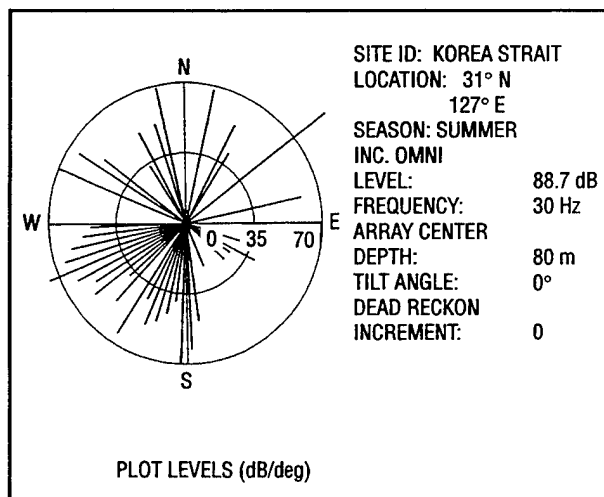 N
W
E
0 35 70
S
PLOT LEVELS (dB/deg)
SITE ID: KOREA STRAIT
LOCATION: 31° N
127° E
SEASON: SUMMER
INC. OMNI
LEVEL: 88.7 dB
FREQUENCY: 30 Hz
ARRAY CENTER
DEPTH: 80 m
TILT ANGLE: 0°
DEAD RECKON
INCREMENT: 0